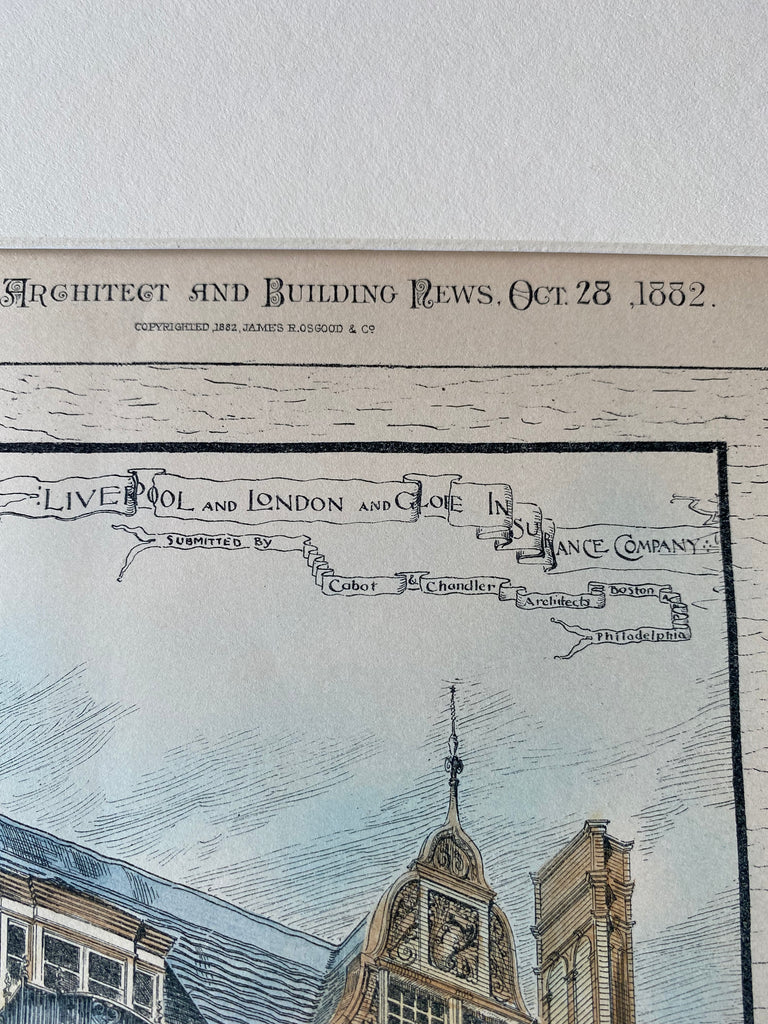 ARCHITECT AND BUILDING NEWS, OCT. 28, 1882.
COPYRIGHTED, 1882, JAMES R. OSGOOD & Co
:LIVERPOOL AND LONDON AND GLOBE INSURANCE COMPANY:
SUBMITTED BY
Cabot & Chandler Architects Boston &
Philadelphia